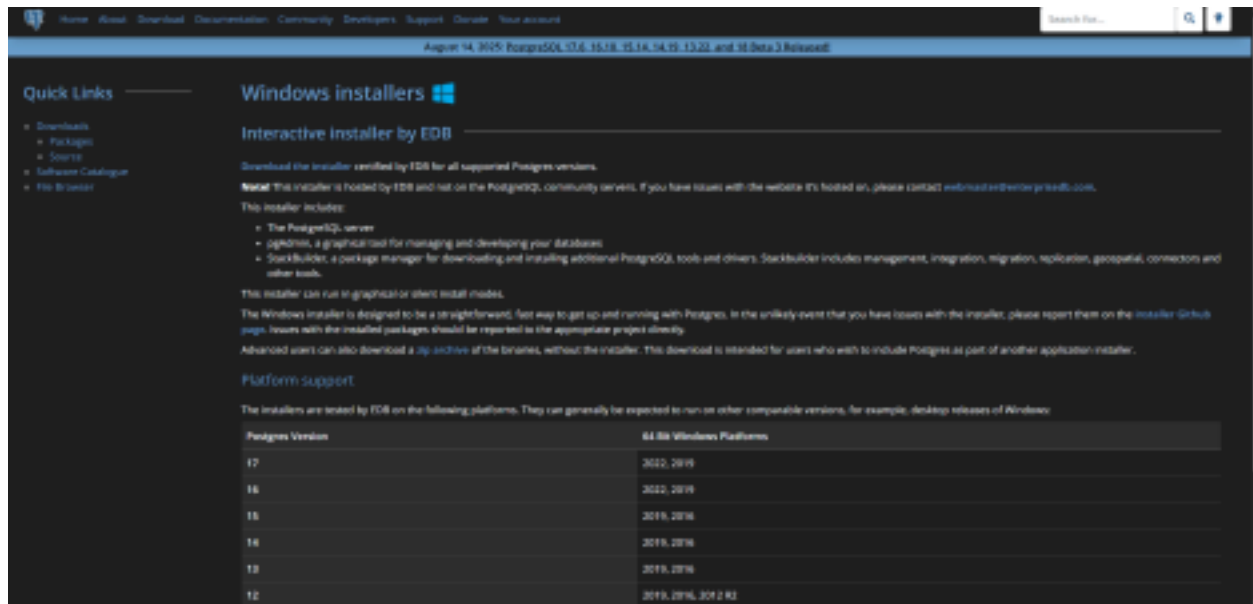 Home About Download Documentation Community Developers Support Donate Your account
Search for...
August 14, 2025: PostgreSQL 17.6, 16.10, 15.14, 14.19, 13.22, and 18 Beta 3 Released!
Quick Links
Downloads
Packages
Source
Software Catalogue
File Browser
Windows installers
Interactive installer by EDB
Download the installer certified by EDB for all supported Postgres versions.
Note! This installer is hosted by EDB and not on the PostgreSQL community servers. If you have issues with the website it's hosted on, please contact webmaster@enterprisedb.com.
This installer includes:
The PostgreSQL server
pgAdmin, a graphical tool for managing and developing your databases
StackBuilder, a package manager for downloading and installing additional PostgreSQL tools and drivers. Stackbuilder includes management, integration, migration, replication, geospatial, connectors and
other tools.
This installer can run in graphical or silent install modes.
The Windows installer is designed to be a straightforward, fast way to get up and running with Postgres. In the unlikely event that you have issues with the installer, please report them on the installer Github
page. Issues with the installed packages should be reported to the appropriate project directly.
Advanced users can also download a zip archive of the binaries, without the installer. This download is intended for users who wish to include Postgres as part of another application installer.
Platform support
The installers are tested by EDB on the following platforms. They can generally be expected to run on other comparable versions, for example, desktop releases of Windows:
Postgres Version 64 Bit Windows Platforms
17 2022, 2019
16 2022, 2019
15 2019, 2016
14 2019, 2016
13 2019, 2016
12 2019, 2016, 2012 R2